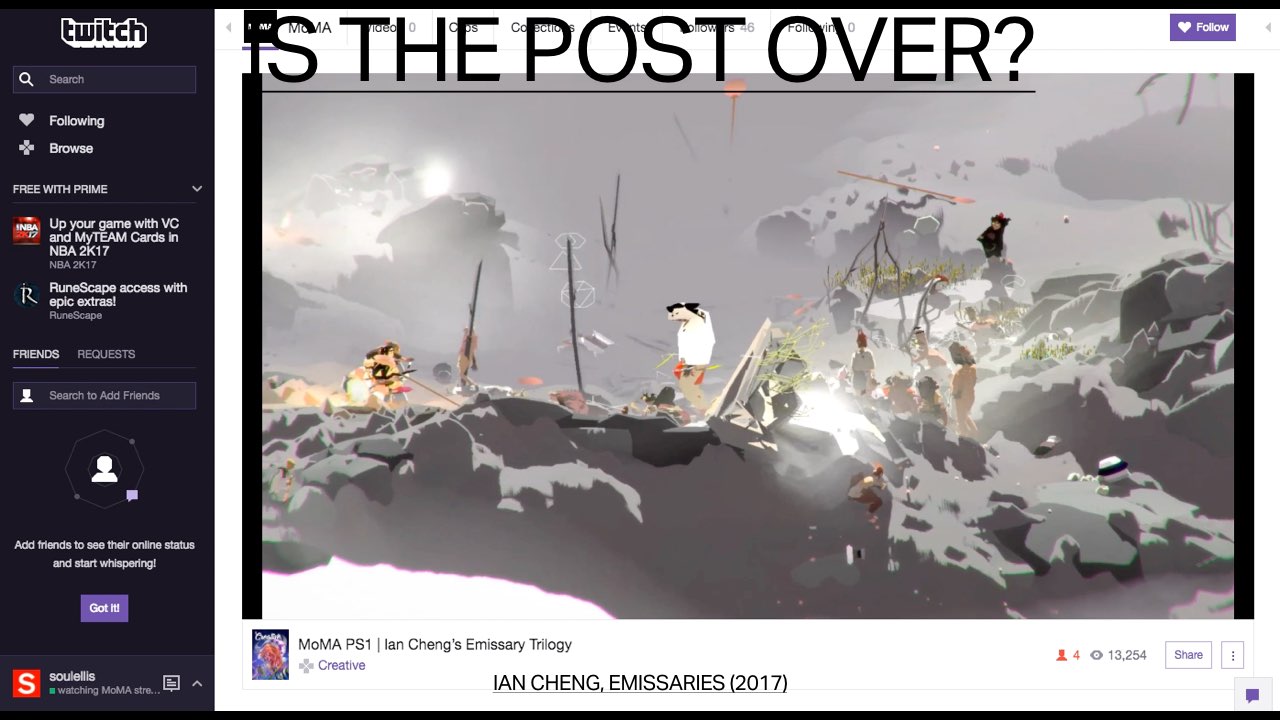 twitch
Search
Following
Browse
FREE WITH PRIME
Up your game with VC
and MyTEAM Cards in
NBA 2K17
NBA 2K17
RuneScape access with
epic extras!
RuneScape
FRIENDS REQUESTS
Search to Add Friends
Add friends to see their online status
and start whispering!
Got it!
soulellis
watching MoMA stre...
MoMA Videos 0 Clips Collections Events Followers 46 Following 0
Follow
IS THE POST OVER?
MoMA PS1 | Ian Cheng's Emissary Trilogy
Creative
4 13,254 Share
IAN CHENG, EMISSARIES (2017)